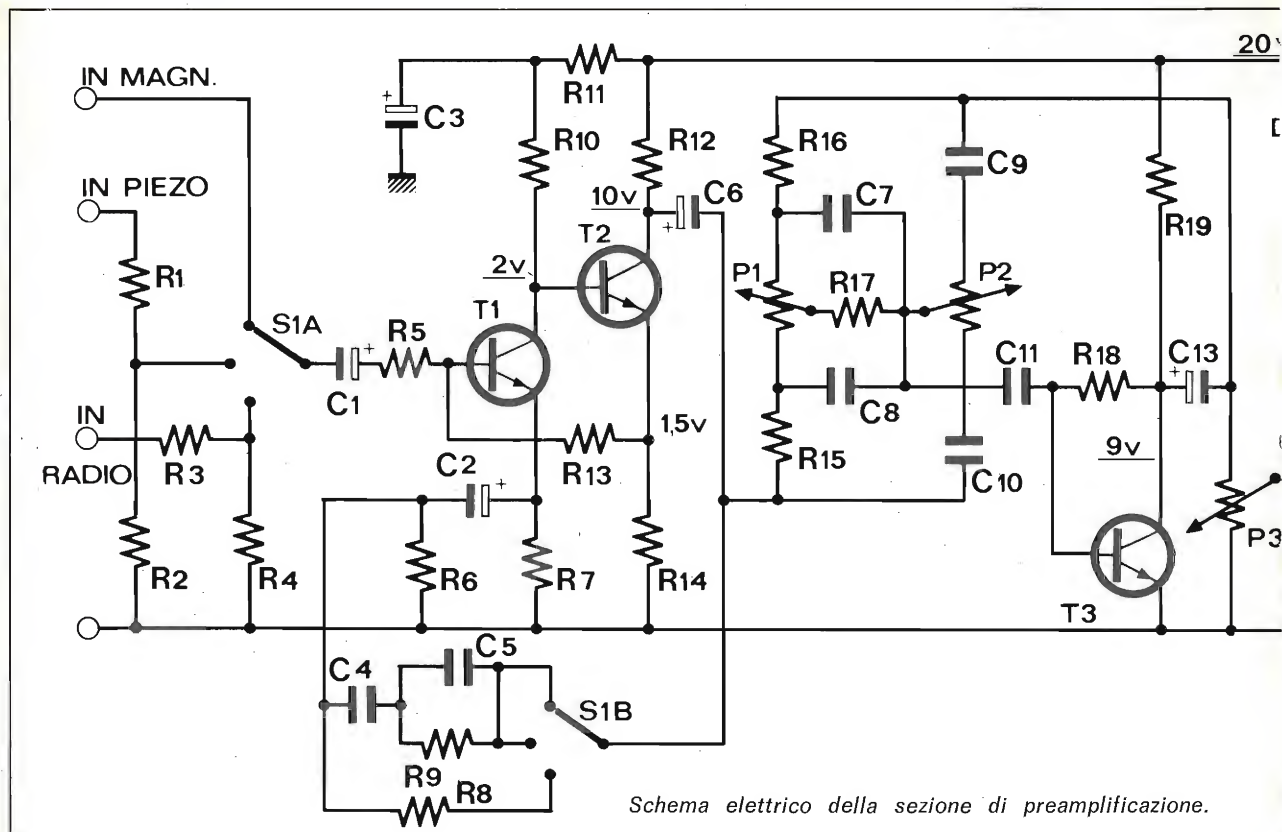 20
IN MAGN.
R11
C3
R10
R12
R16
C9
IN PIEZO
10v
C6
C7
R19
T2
R1
2v
P1
R17
P2
S1A
T1
R5
C11
R18
C13
C1
C8
IN
RADIO
R3
R13
1,5v
R15
9v
C10
C2
P3
R2
R4
R6
R7
R14
T3
C4
C5
S1B
R9
R8
Schema elettrico della sezione di preamplificazione.